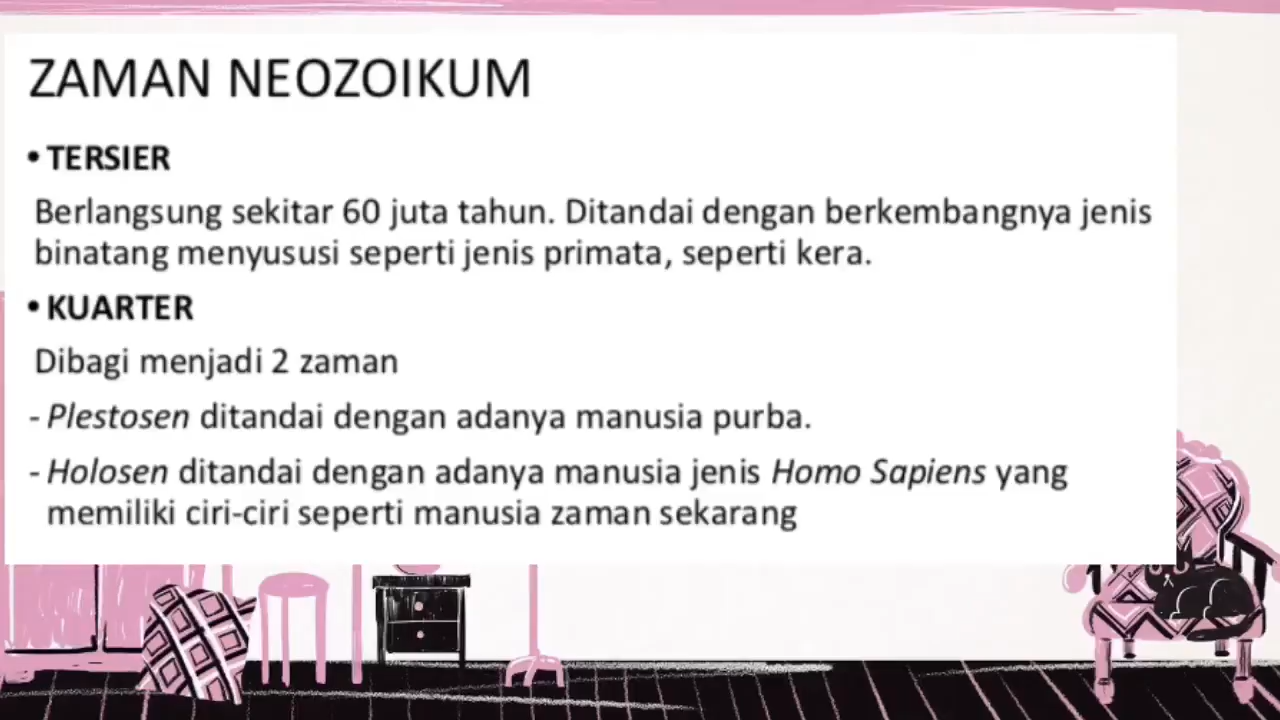 ZAMAN NEOZOIKUM
• TERSIER
Berlangsung sekitar 60 juta tahun. Ditandai dengan berkembangnya jenis
binatang menyususi seperti jenis primata, seperti kera.
• KUARTER
Dibagi menjadi 2 zaman
- Plestosen ditandai dengan adanya manusia purba.
- Holosen ditandai dengan adanya manusia jenis Homo Sapiens yang
memiliki ciri-ciri seperti manusia zaman sekarang